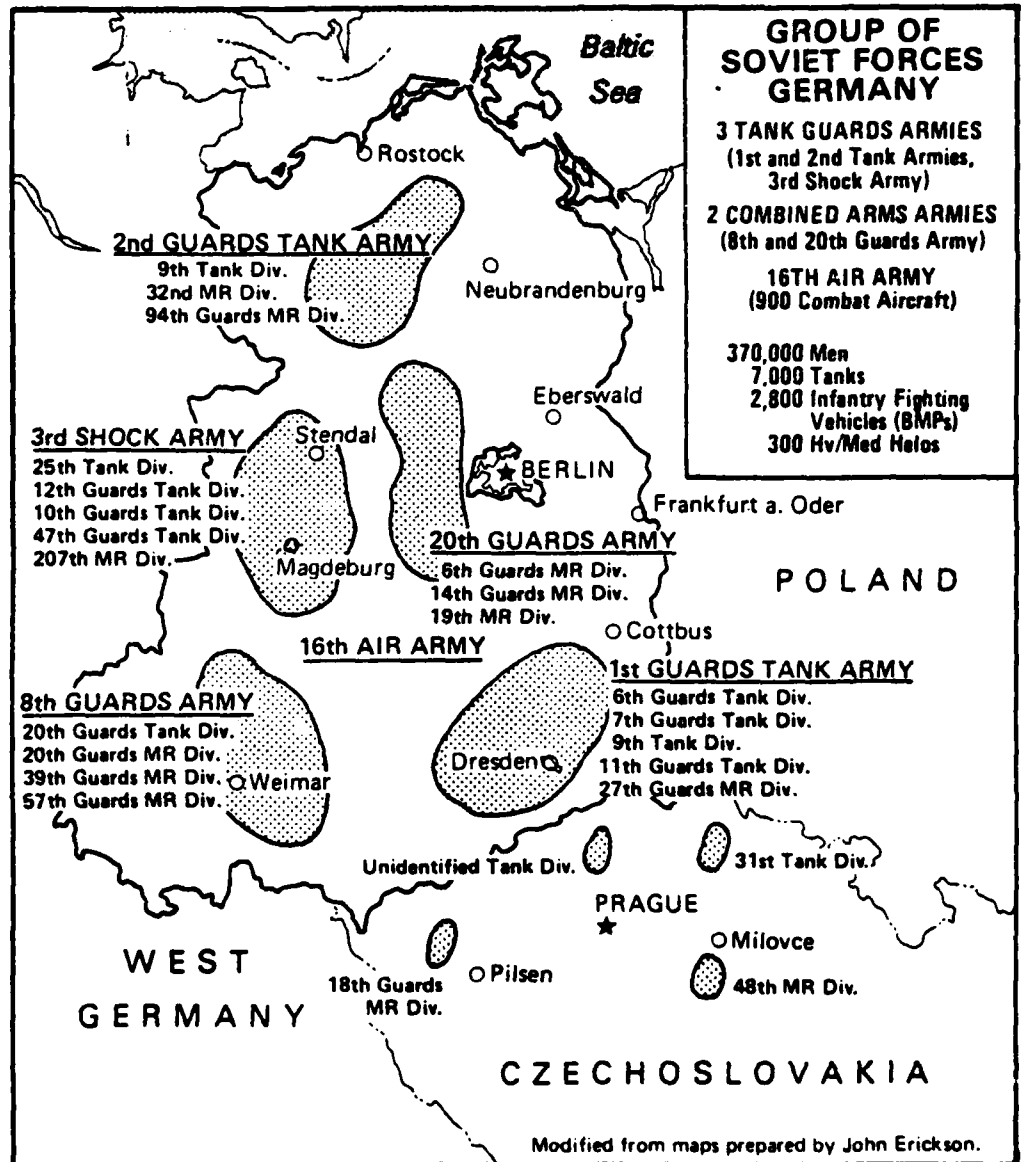 Baltic
Sea
GROUP OF
SOVIET FORCES
GERMANY
3 TANK GUARDS ARMIES
(1st and 2nd Tank Armies,
3rd Shock Army)
2 COMBINED ARMS ARMIES
(8th and 20th Guards Army)
16TH AIR ARMY
(900 Combat Aircraft)
370,000 Men
7,000 Tanks
2,800 Infantry Fighting
Vehicles (BMPs)
300 Hv/Med Helos
Rostock
2nd GUARDS TANK ARMY
9th Tank Div.
32nd MR Div.
94th Guards MR Div.
Neubrandenburg
Eberswald
3rd SHOCK ARMY
25th Tank Div.
12th Guards Tank Div.
10th Guards Tank Div.
47th Guards Tank Div.
207th MR Div.
Stendal
Magdeburg
BERLIN
Frankfurt a. Oder
20th GUARDS ARMY
6th Guards MR Div.
14th Guards MR Div.
19th MR Div.
POLAND
16th AIR ARMY
Cottbus
8th GUARDS ARMY
20th Guards Tank Div.
20th Guards MR Div.
39th Guards MR Div.
57th Guards MR Div.
Weimar
1st GUARDS TANK ARMY
6th Guards Tank Div.
7th Guards Tank Div.
9th Tank Div.
11th Guards Tank Div.
27th Guards MR Div.
Dresden
Unidentified Tank Div.
31st Tank Div.
PRAGUE
Milovce
48th MR Div.
Pilsen
18th Guards
MR Div.
WEST
GERMANY
CZECHOSLOVAKIA
Modified from maps prepared by John Erickson.